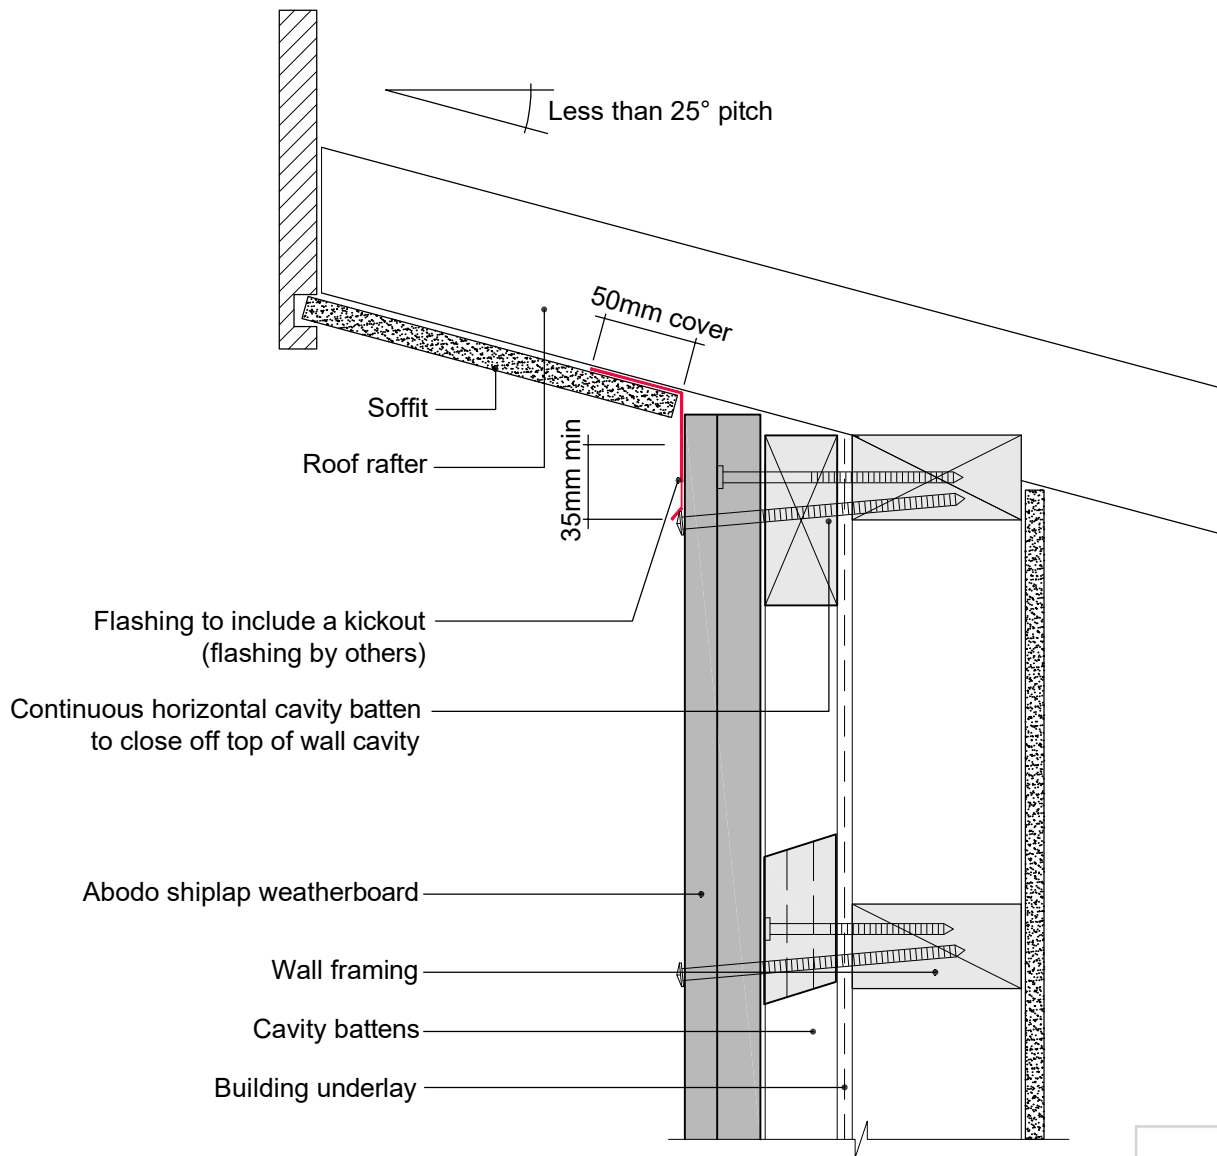 Less than 25° pitch
50mm cover
Soffit
Roof rafter
35mm min
Flashing to include a kickout
(flashing by others)
Continuous horizontal cavity batten
to close off top of wall cavity
Abodo shiplap weatherboard
Wall framing
Cavity battens
Building underlay